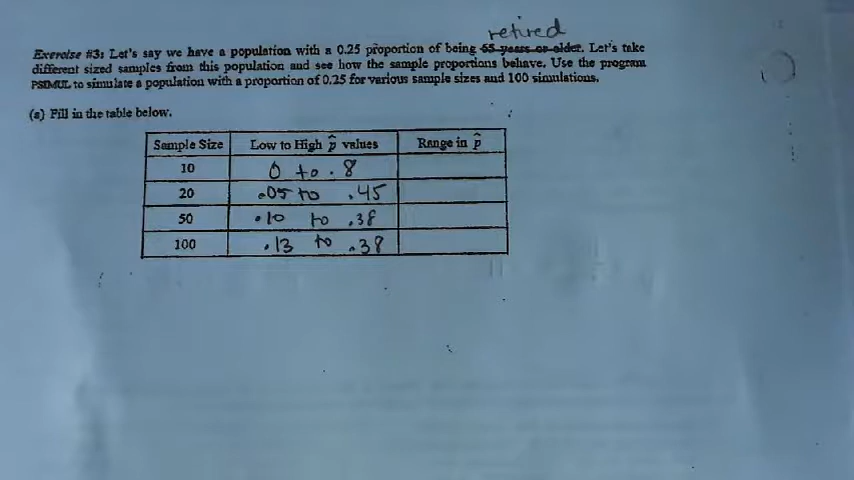 retired
Exercise #3: Let's say we have a population with a 0.25 proportion of being 55 years or older. Let's take
different sized samples from this population and see how the sample proportions behave. Use the program
PSIMUL to simulate a population with a proportion of 0.25 for various sample sizes and 100 simulations.
(a) Fill in the table below.
Sample Size Low to High p̂ values Range in p̂
10 0 to .8
20 .05 to .45
50 .10 to .38
100 .13 to .38